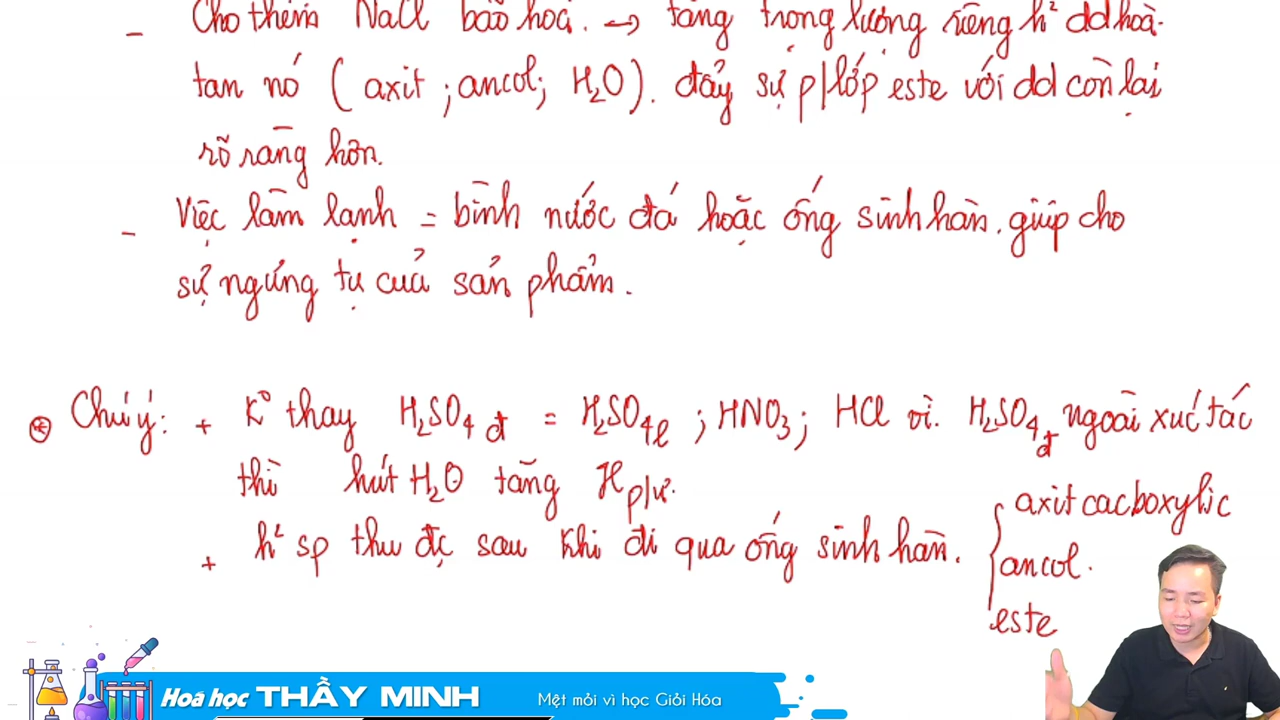 - Cho thêm NaCl bão hoà. → tăng trọng lượng riêng h² dd hoà
tan nó (axit ; ancol; H₂O). đẩy sự p/lớp este với dd còn lại
rõ ràng hơn.
- Việc làm lạnh = bình nước đá hoặc ống sinh hàn. giúp cho
sự ngưng tụ của sản phẩm.
⊛ Chú ý: + K⁰ thay H₂SO₄ đ = H₂SO₄ l ; HNO₃; HCl vì. H₂SO₄ đ ngoài xúc tác
thì hút H₂O tăng H p/ư.
+ h² sp thu đc sau khi đi qua ống sinh hàn. { axit cacboxylic
ancol.
este
Hoá học THẦY MINH Mệt mỏi vì học Giỏi Hóa